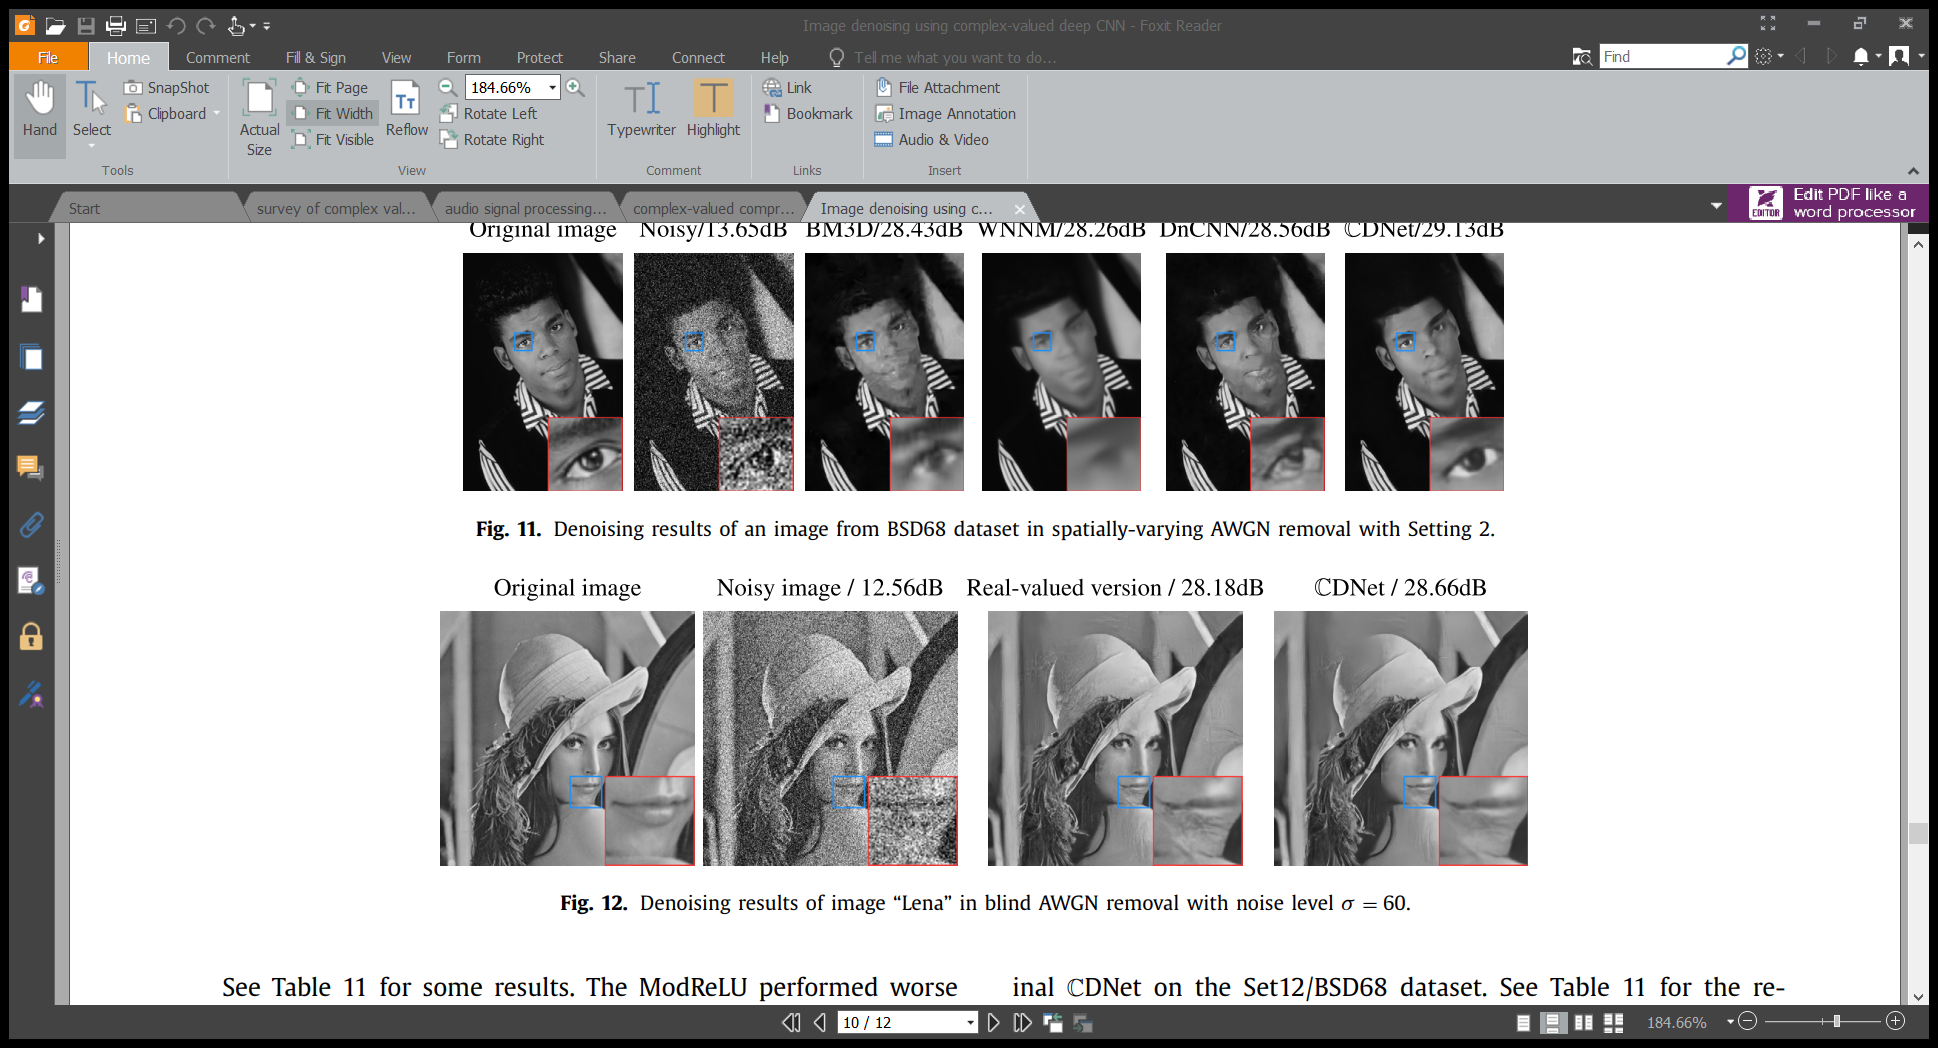 Image denoising using complex-valued deep CNN - Foxit Reader
File Home Comment Fill & Sign View Form Protect Share Connect Help Tell me what you want to do... Find
Hand
Select
SnapShot
Clipboard
Tools
Actual Size
Fit Page
Fit Width
Fit Visible
Reflow
184.66%
Rotate Left
Rotate Right
View
Typewriter
Highlight
Comment
Link
Bookmark
Links
File Attachment
Image Annotation
Audio & Video
Insert
Start survey of complex val... audio signal processing... complex-valued compr... Image denoising using c...
EDITOR
Edit PDF like a
word processor
Original image Noisy/13.65dB BM3D/28.43dB WNNM/28.26dB DnCNN/28.56dB ℂDNet/29.13dB
Fig. 11. Denoising results of an image from BSD68 dataset in spatially-varying AWGN removal with Setting 2.
Original image Noisy image / 12.56dB Real-valued version / 28.18dB ℂDNet / 28.66dB
Fig. 12. Denoising results of image “Lena” in blind AWGN removal with noise level σ = 60.
See Table 11 for some results. The ModReLU performed worse
inal ℂDNet on the Set12/BSD68 dataset. See Table 11 for the re-
10 / 12
184.66%